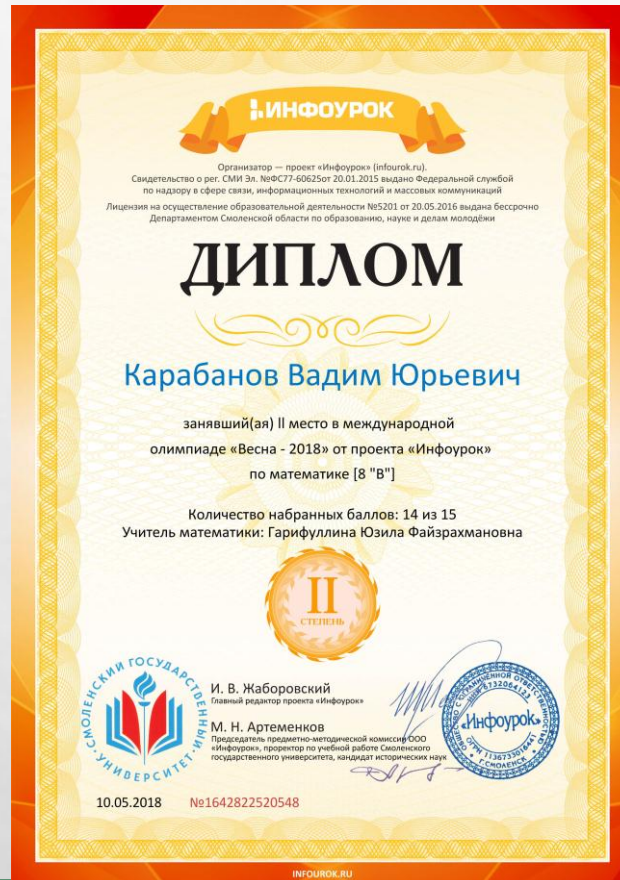 ИНФОУРОК
Организатор — проект «Инфоурок» (infourok.ru).
Свидетельство о рег. СМИ Эл. №ФС77-60625от 20.01.2015 выдано Федеральной службой
по надзору в сфере связи, информационных технологий и массовых коммуникаций
Лицензия на осуществление образовательной деятельности №5201 от 20.05.2016 выдана бессрочно
Департаментом Смоленской области по образованию, науке и делам молодёжи
ДИПЛОМ
Карабанов Вадим Юрьевич
занявший(ая) II место в международной
олимпиаде «Весна - 2018» от проекта «Инфоурок»
по математике [8 "В"]
Количество набранных баллов: 14 из 15
Учитель математики: Гарифуллина Юзила Файзрахмановна
II
СТЕПЕНЬ
СМОЛЕНСКИЙ ГОСУДАРСТВЕННЫЙ УНИВЕРСИТЕТ
И. В. Жаборовский
Главный редактор проекта «Инфоурок»
М. Н. Артеменков
Председатель предметно-методической комиссии ООО
«Инфоурок», проректор по учебной работе Смоленского
государственного университета, кандидат исторических наук
ОБЩЕСТВО С ОГРАНИ�ченНОЙ ОТВЕТСТВЕННОСТЬЮ
«Инфоурок»
Г.СМОЛЕНСК
10.05.2018 №1642822520548
INFOUROK.RU